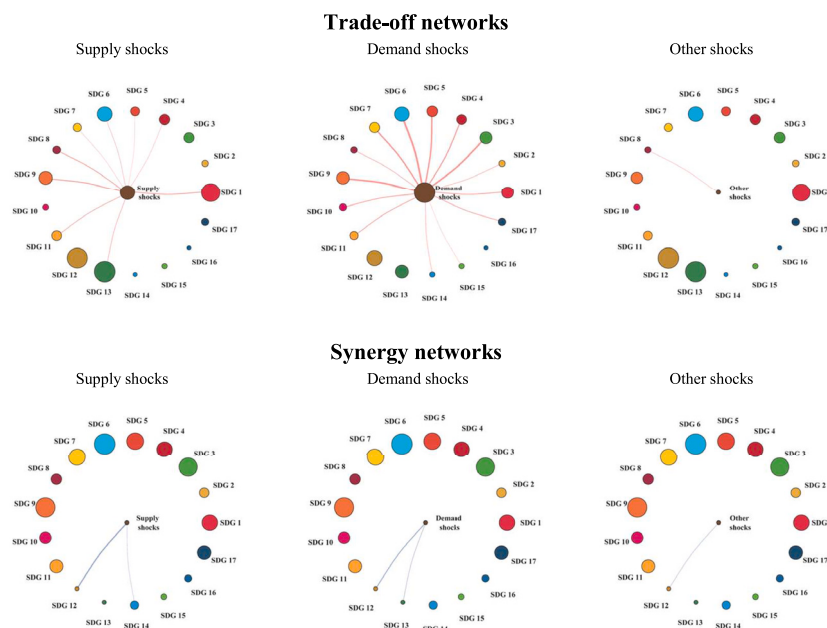 Trade-off networks
Supply shocks
Demand shocks
Other shocks
SDG 5
SDG 6
SDG 4
SDG 7
SDG 3
SDG 8
SDG 2
SDG 9
Supply
shocks
SDG 1
SDG 10
SDG 17
SDG 11
SDG 16
SDG 12
SDG 15
SDG 13
SDG 14
SDG 5
SDG 6
SDG 4
SDG 7
SDG 3
SDG 8
SDG 2
SDG 9
Demand
shocks
SDG 1
SDG 10
SDG 17
SDG 11
SDG 16
SDG 12
SDG 15
SDG 13
SDG 14
SDG 5
SDG 6
SDG 4
SDG 7
SDG 3
SDG 8
SDG 2
SDG 9
Other
shocks
SDG
SDG 10
SDG 17
SDG 11
SDG 16
SDG 12
SDG 15
SDG 13
SDG 14
Synergy networks
Supply shocks
Demand shocks
Other shocks
SDG 5
SDG 6
SDG 4
SDG 7
SDG 3
SDG 8
SDG 2
SDG 9
Supply
shocks
SDG 1
SDG 10
SDG 17
SDG 11
SDG 16
SDG 12
SDG 15
SDG 13
SDG 14
SDG 5
SDG 6
SDG 4
SDG 7
SDG 3
SDG 8
SDG 2
SDG 9
Demand
shocks
SDG 1
SDG 10
SDG 17
SDG 11
SDG 16
SDG 12
SDG 15
SDG 13
SDG 14
SDG 5
SDG 6
SDG 4
SDG 7
SDG 3
SDG 8
SDG 2
SDG 9
Other
shocks
SDG
SDG 10
SDG 17
SDG 11
SDG 16
SDG 12
SDG 15
SDG 13
SDG 14